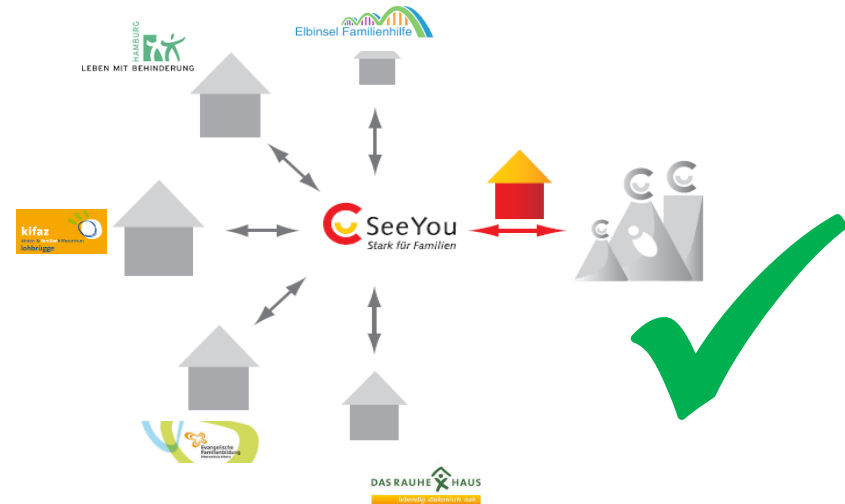 Elbinsel Familienhilfe
HAMBURG
LEBEN MIT BEHINDERUNG
SeeYou
Stark für Familien
kifaz
lohbrügge
Evangelische
Familienbildung
DAS RAUHE HAUS